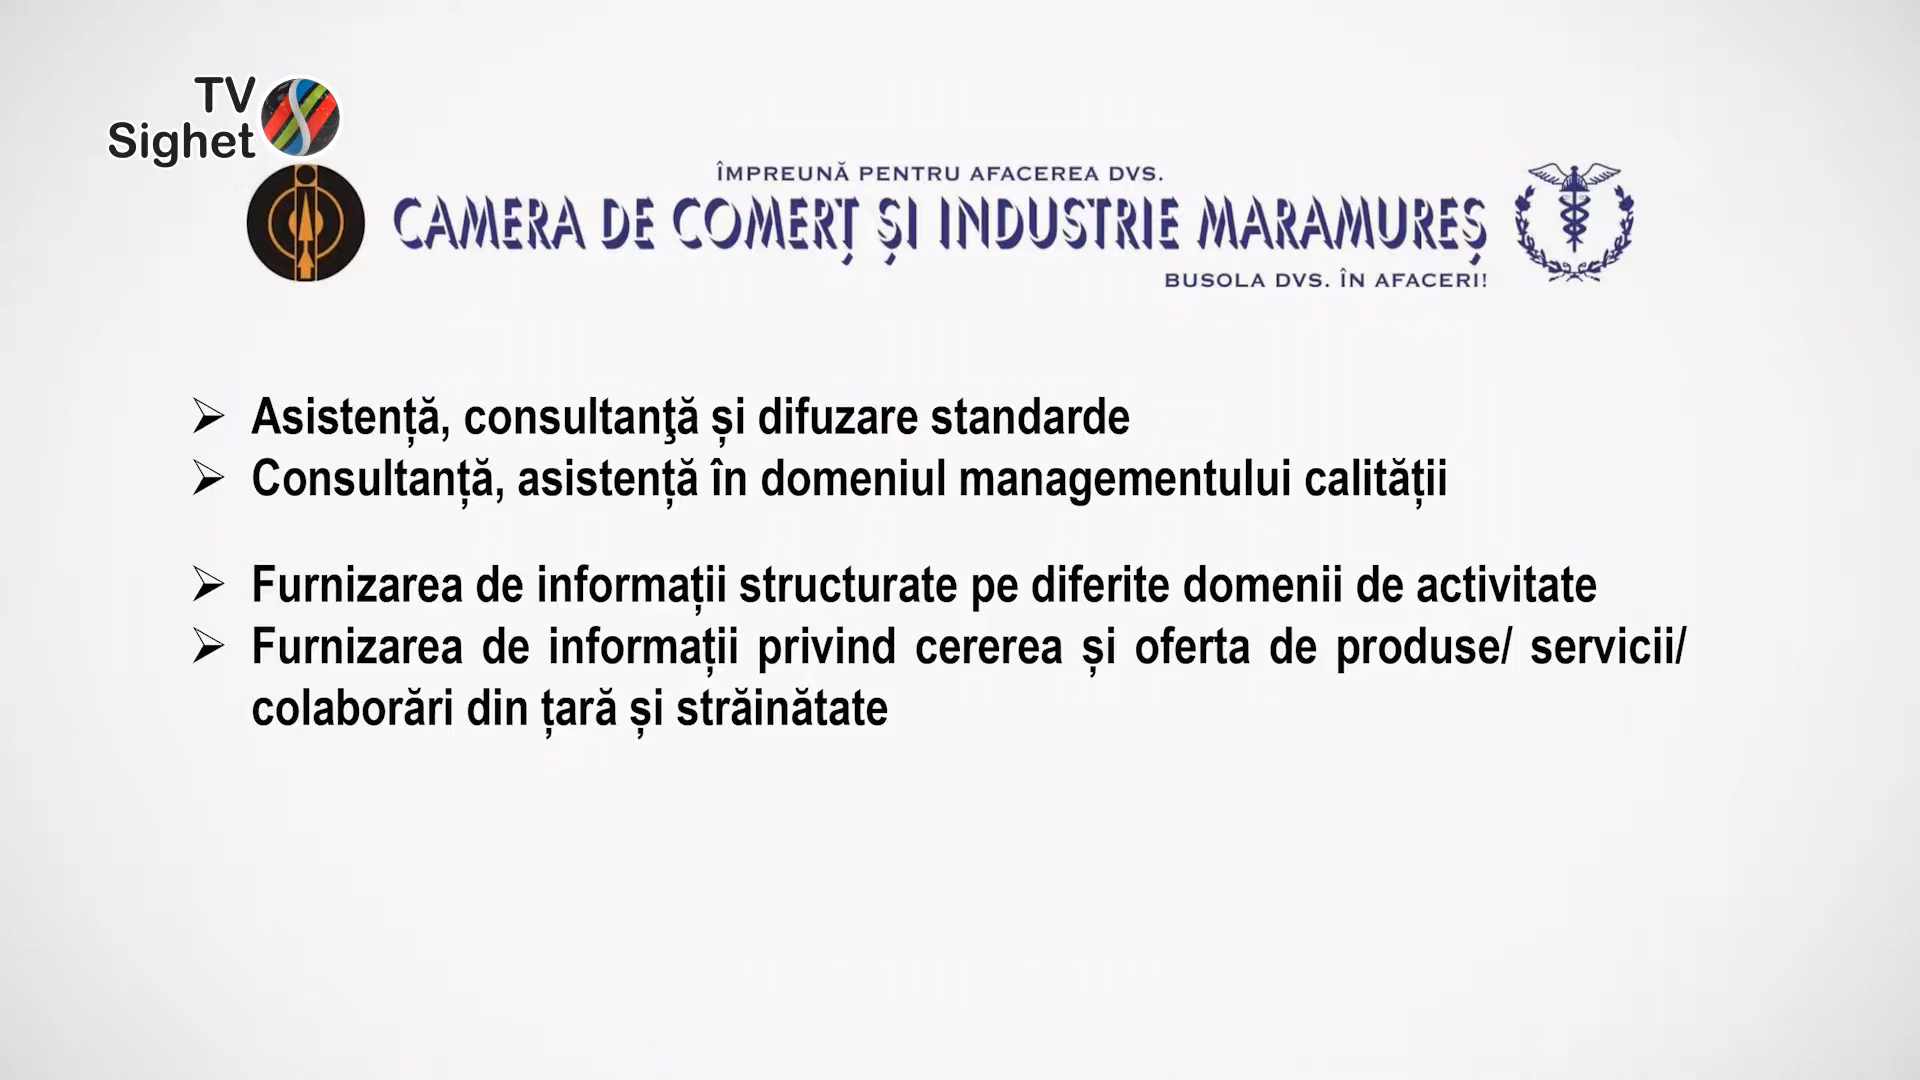 TV
Sighet
ÎMPREUNĂ PENTRU AFACEREA DVS.
CAMERA DE COMERȚ ȘI INDUSTRIE MARAMUREȘ
BUSOLA DVS. ÎN AFACERI!
Asistență, consultanţă și difuzare standarde
Consultanță, asistență în domeniul managementului calității
Furnizarea de informații structurate pe diferite domenii de activitate
Furnizarea de informații privind cererea și oferta de produse/ servicii/
colaborări din țară și străinătate